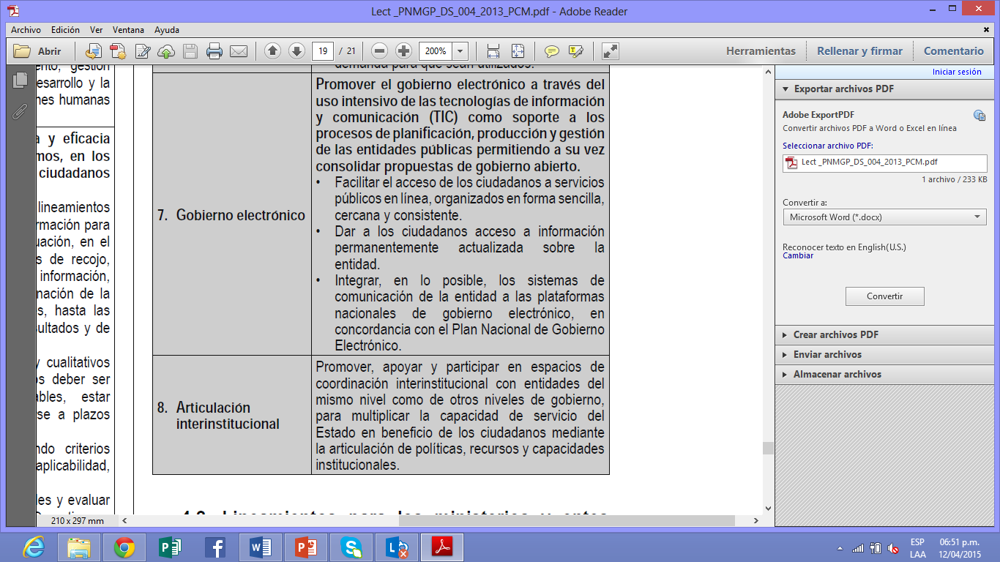 Lect _PNMGP_DS_004_2013_PCM.pdf - Adobe Reader
Archivo Edición Ver Ventana Ayuda
Abrir
19 / 21
200%
Herramientas Rellenar y firmar Comentario
esarrollo y la
nes humanas
a y eficacia
mos, en los
ciudadanos
lineamientos
rmación para
uación, en el
s de recojo,
información,
nación de la
s, hasta las
sultados y de
y cualitativos
os deber ser
ables, estar
se a plazos
ndo criterios
aplicabilidad,
les y evaluar
demanda para que sean utilizados.
7. Gobierno electrónico
Promover el gobierno electrónico a través del
uso intensivo de las tecnologías de información
y comunicación (TIC) como soporte a los
procesos de planificación, producción y gestión
de las entidades públicas permitiendo a su vez
consolidar propuestas de gobierno abierto.
• Facilitar el acceso de los ciudadanos a servicios
públicos en línea, organizados en forma sencilla,
cercana y consistente.
• Dar a los ciudadanos acceso a información
permanentemente actualizada sobre la
entidad.
• Integrar, en lo posible, los sistemas de
comunicación de la entidad a las plataformas
nacionales de gobierno electrónico, en
concordancia con el Plan Nacional de Gobierno
Electrónico.
8. Articulación
interinstitucional
Promover, apoyar y participar en espacios de
coordinación interinstitucional con entidades del
mismo nivel como de otros niveles de gobierno,
para multiplicar la capacidad de servicio del
Estado en beneficio de los ciudadanos mediante
la articulación de políticas, recursos y capacidades
institucionales.
4.2 Lineamientos para los ministerios y entes
210 x 297 mm
Iniciar sesión
Exportar archivos PDF
Adobe ExportPDF
Convertir archivos PDF a Word o Excel en línea
Seleccionar archivo PDF:
Lect _PNMGP_DS_004_2013_PCM.pdf
1 archivo / 233 KB
Convertir a:
Microsoft Word (*.docx)
Reconocer texto en English(U.S.)
Cambiar
Convertir
Crear archivos PDF
Enviar archivos
Almacenar archivos
ESP
LAA
06:51 p.m.
12/04/2015